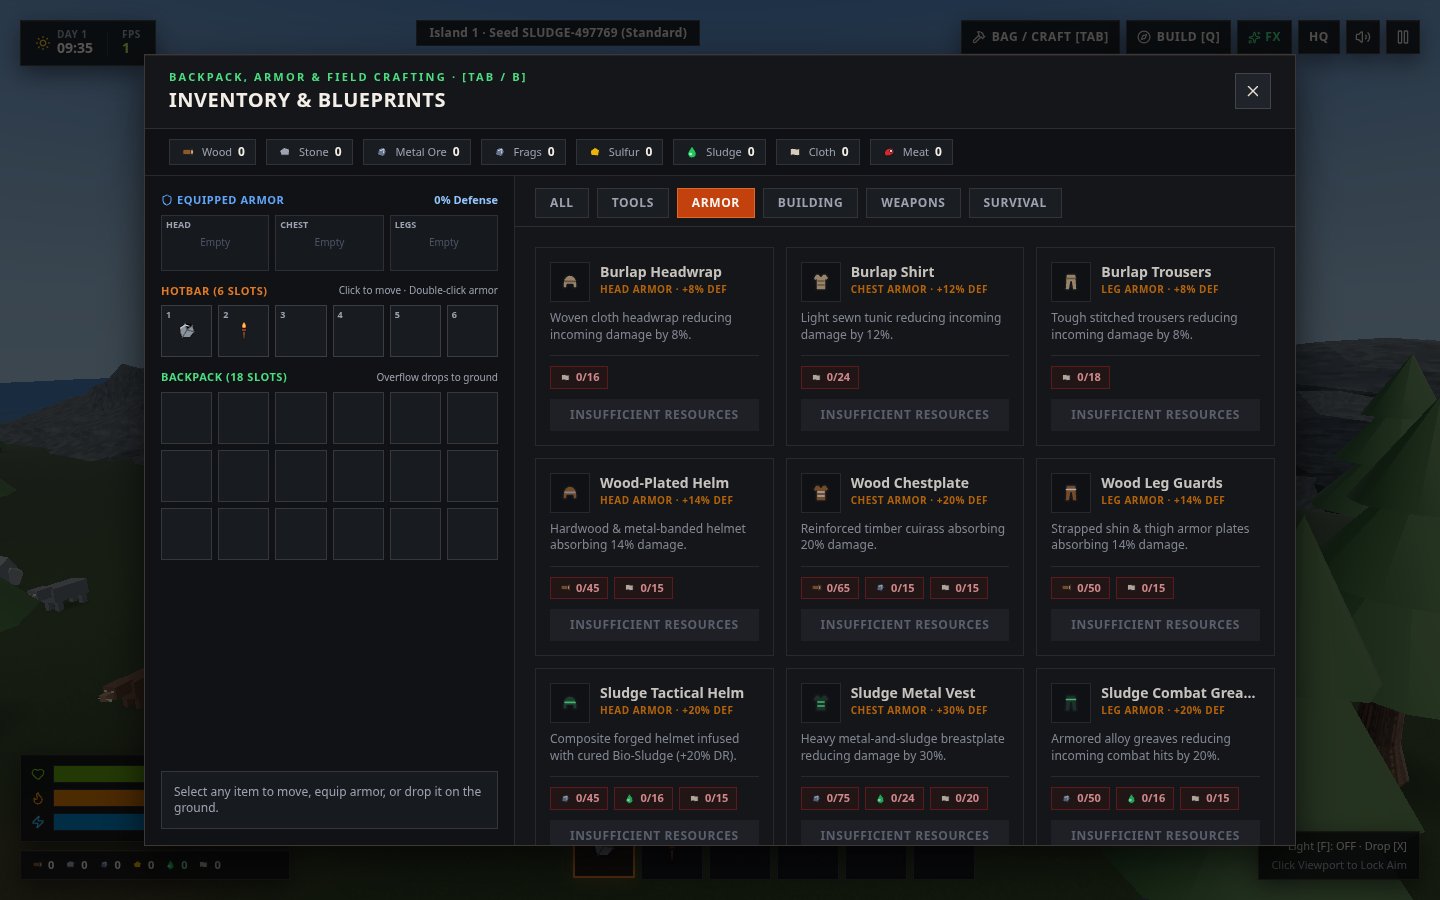 DAY 1
09:35
FPS
1
Island 1 · Seed SLUDGE-497769 (Standard)
BAG / CRAFT [TAB]
BUILD [Q]
FX
HQ
BACKPACK, ARMOR & FIELD CRAFTING · [TAB / B]
INVENTORY & BLUEPRINTS
Wood 0
Stone 0
Metal Ore 0
Frags 0
Sulfur 0
Sludge 0
Cloth 0
Meat 0
EQUIPPED ARMOR
0% Defense
HEAD
Empty
CHEST
Empty
LEGS
Empty
HOTBAR (6 SLOTS)
Click to move · Double-click armor
1
2
3
4
5
6
BACKPACK (18 SLOTS)
Overflow drops to ground
Select any item to move, equip armor, or drop it on the
ground.
ALL
TOOLS
ARMOR
BUILDING
WEAPONS
SURVIVAL
Burlap Headwrap
HEAD ARMOR · +8% DEF
Woven cloth headwrap reducing
incoming damage by 8%.
0/16
INSUFFICIENT RESOURCES
Burlap Shirt
CHEST ARMOR · +12% DEF
Light sewn tunic reducing incoming
damage by 12%.
0/24
INSUFFICIENT RESOURCES
Burlap Trousers
LEG ARMOR · +8% DEF
Tough stitched trousers reducing
incoming damage by 8%.
0/18
INSUFFICIENT RESOURCES
Wood-Plated Helm
HEAD ARMOR · +14% DEF
Hardwood & metal-banded helmet
absorbing 14% damage.
0/45
0/15
INSUFFICIENT RESOURCES
Wood Chestplate
CHEST ARMOR · +20% DEF
Reinforced timber cuirass absorbing
20% damage.
0/65
0/15
0/15
INSUFFICIENT RESOURCES
Wood Leg Guards
LEG ARMOR · +14% DEF
Strapped shin & thigh armor plates
absorbing 14% damage.
0/50
0/15
INSUFFICIENT RESOURCES
Sludge Tactical Helm
HEAD ARMOR · +20% DEF
Composite forged helmet infused
with cured Bio-Sludge (+20% DR).
0/45
0/16
0/15
INSUFFICIENT RESOURCES
Sludge Metal Vest
CHEST ARMOR · +30% DEF
Heavy metal-and-sludge breastplate
reducing damage by 30%.
0/75
0/24
0/20
INSUFFICIENT RESOURCES
Sludge Combat Grea...
LEG ARMOR · +20% DEF
Armored alloy greaves reducing
incoming combat hits by 20%.
0/50
0/16
0/15
INSUFFICIENT RESOURCES
0 0 0 0 0 0
[F]: OFF · Drop [X]
Click Viewport to Lock Aim